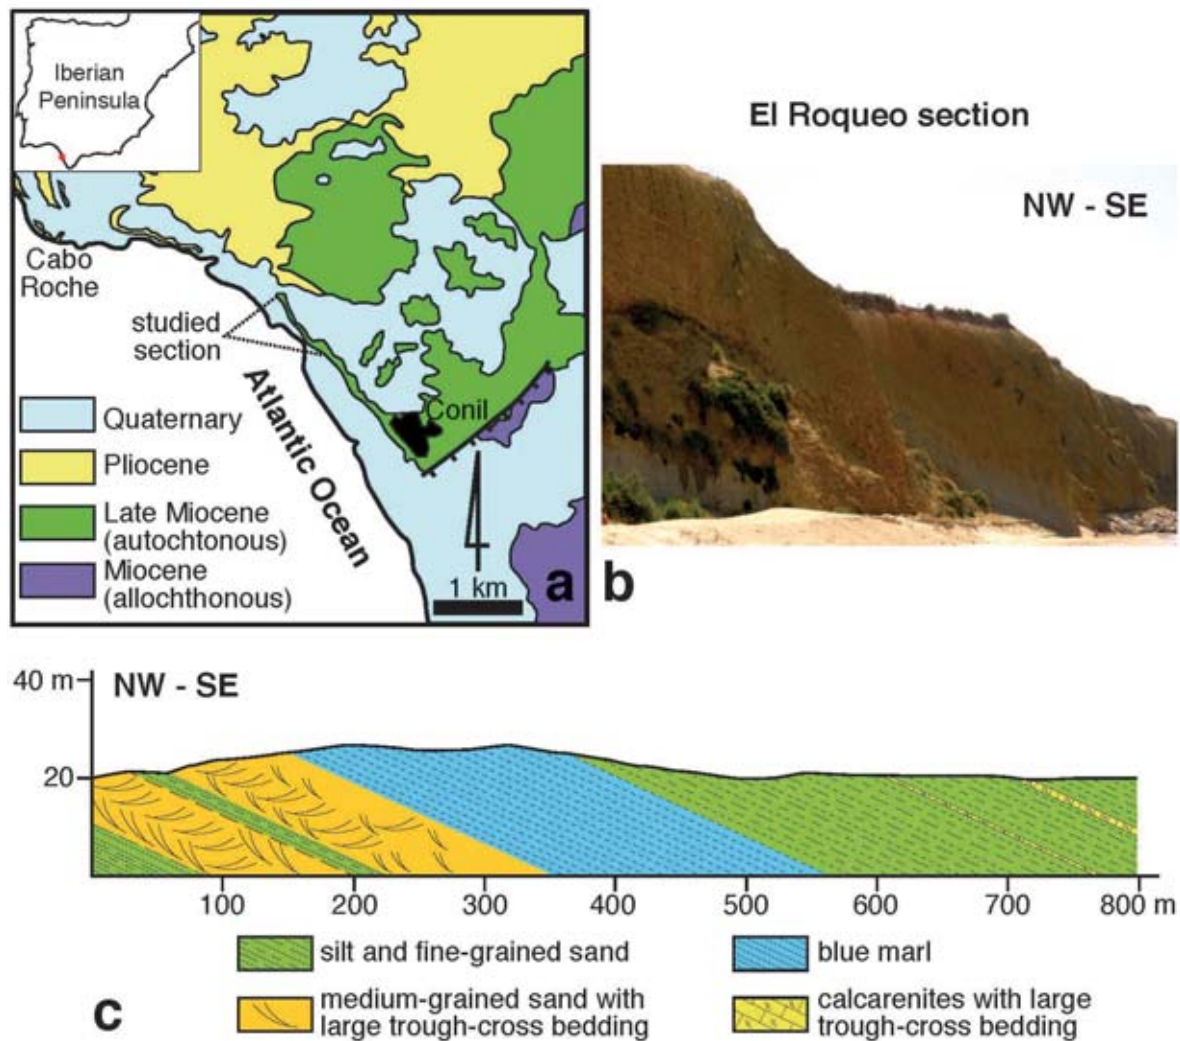 Iberian
Peninsula
Cabo
Roche
studied
section
Atlantic Ocean
Conil
Quaternary
Pliocene
Late Miocene
(autochtonous)
Miocene
(allochthonous)
1 km
a
El Roqueo section
NW - SE
b
40 m
NW - SE
20
100 200 300 400 500 600 700 800 m
silt and fine-grained sand
blue marl
medium-grained sand with
large trough-cross bedding
calcarenites with large
trough-cross bedding
c